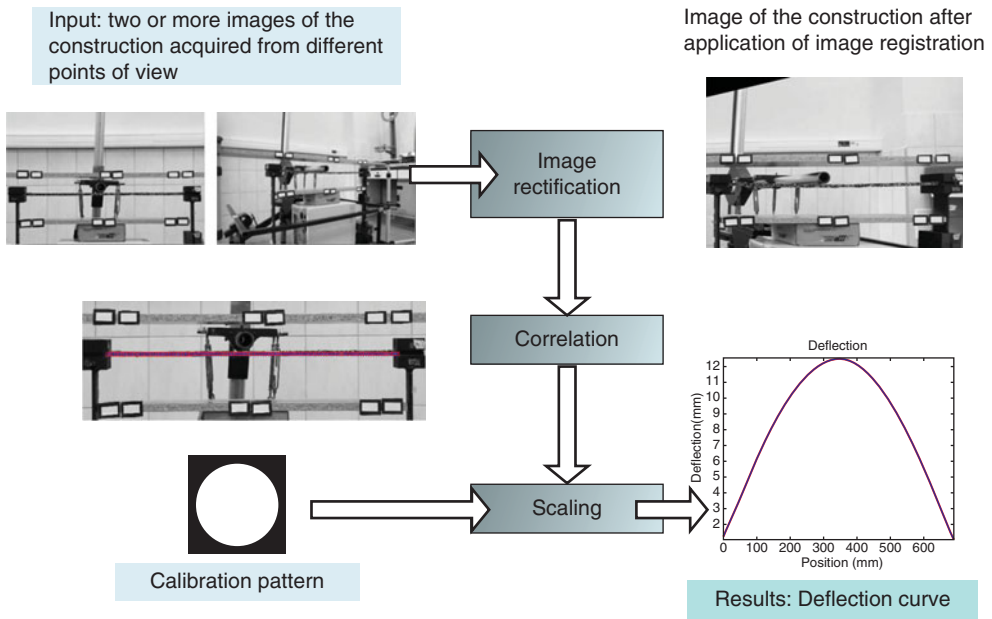 Input: two or more images of the
construction acquired from different
points of view
Image of the construction after
application of image registration
Image
rectification
Correlation
Scaling
Calibration pattern
Deflection
Deflection(mm)
12
11
10
9
8
7
6
5
4
3
2
0 100 200 300 400 500 600
Position (mm)
Results: Deflection curve